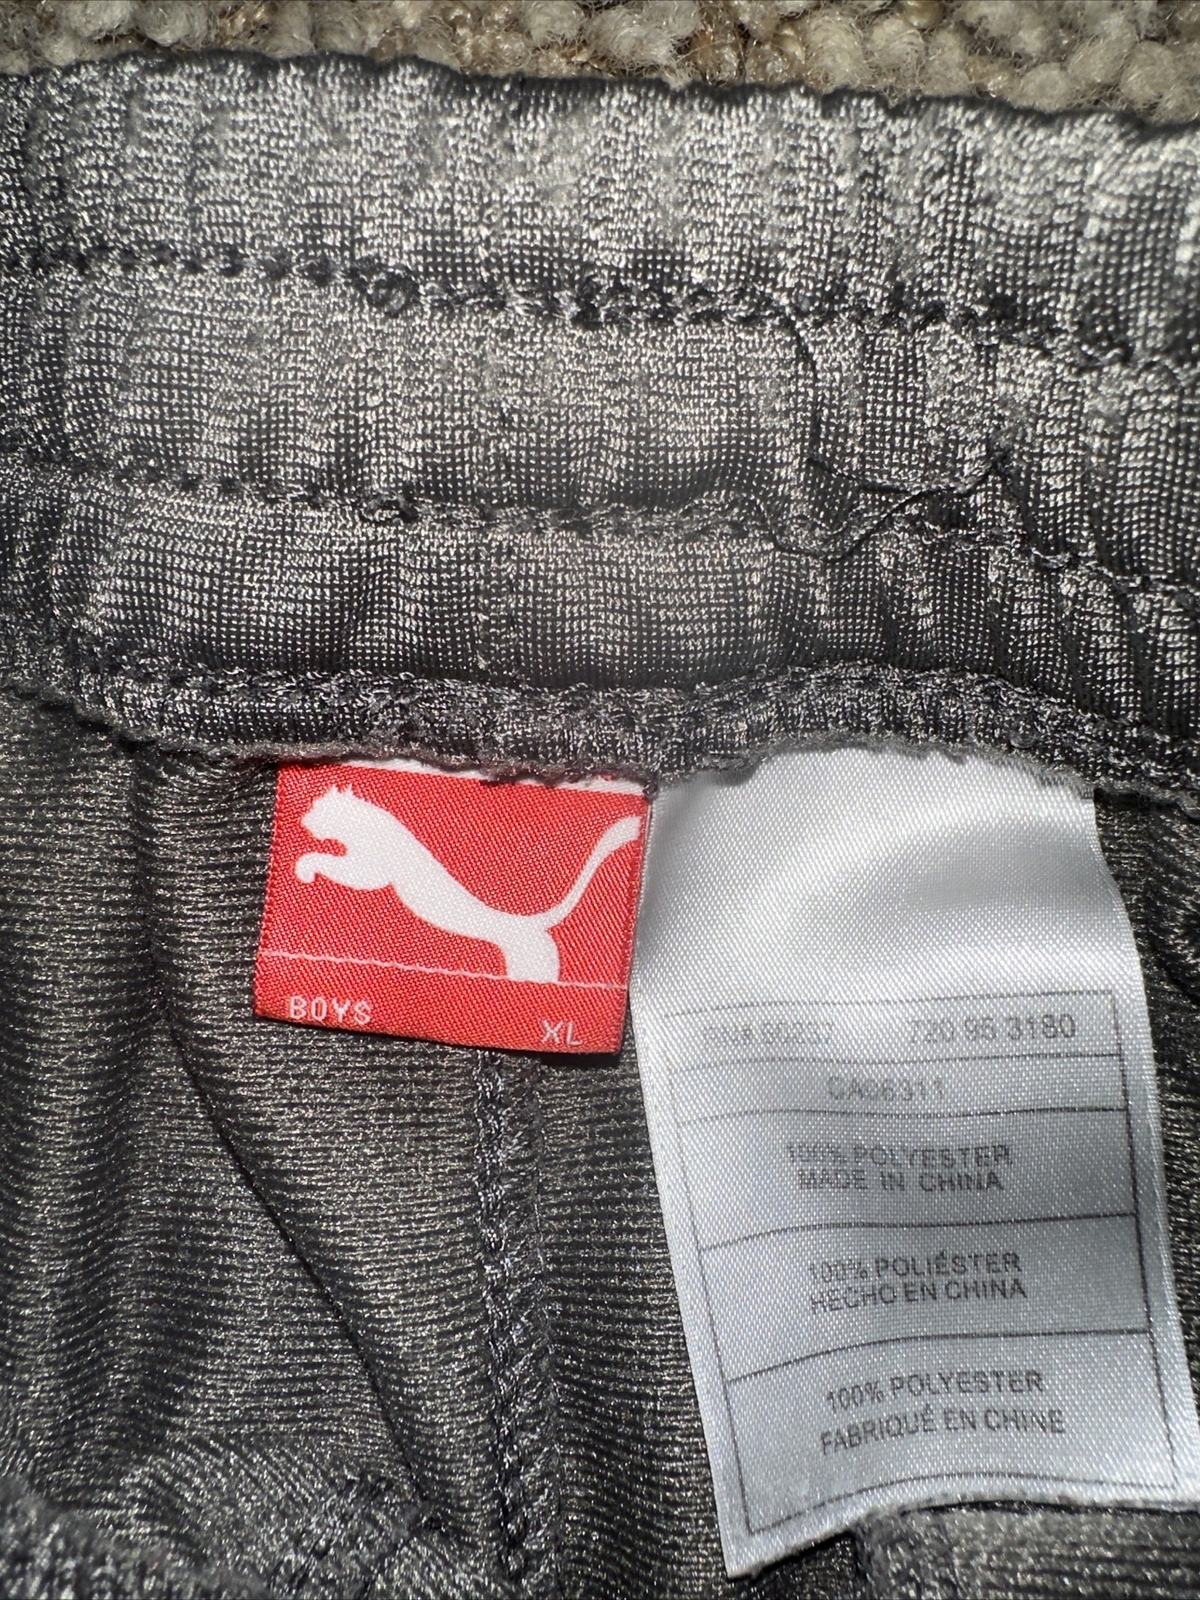 BOYS
XL
720 95 3180
CA06311
100% POLYESTER
MADE IN CHINA
100% POLIÉSTER
HECHO EN CHINA
100% POLYESTER
FABRIQUÉ EN CHINE